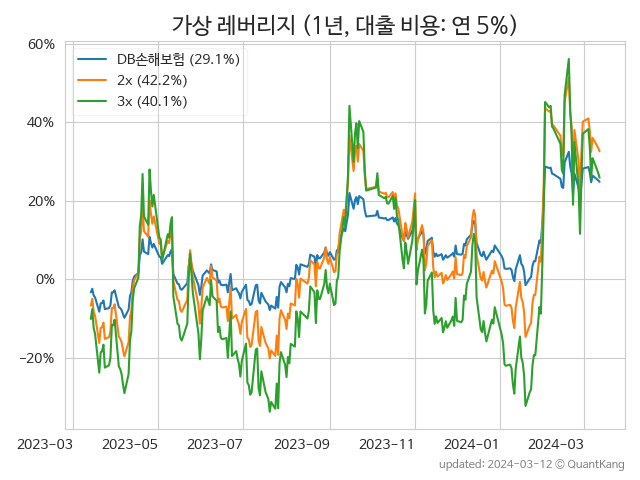 가상 레버리지 (1년, 대출 비용: 연 5%)
DB손해보험 (29.1%)
2x (42.2%)
3x (40.1%)
60%
40%
20%
0%
−20%
2023-03 2023-05 2023-07 2023-09 2023-11 2024-01 2024-03
updated: 2024-03-12 © QuantKang